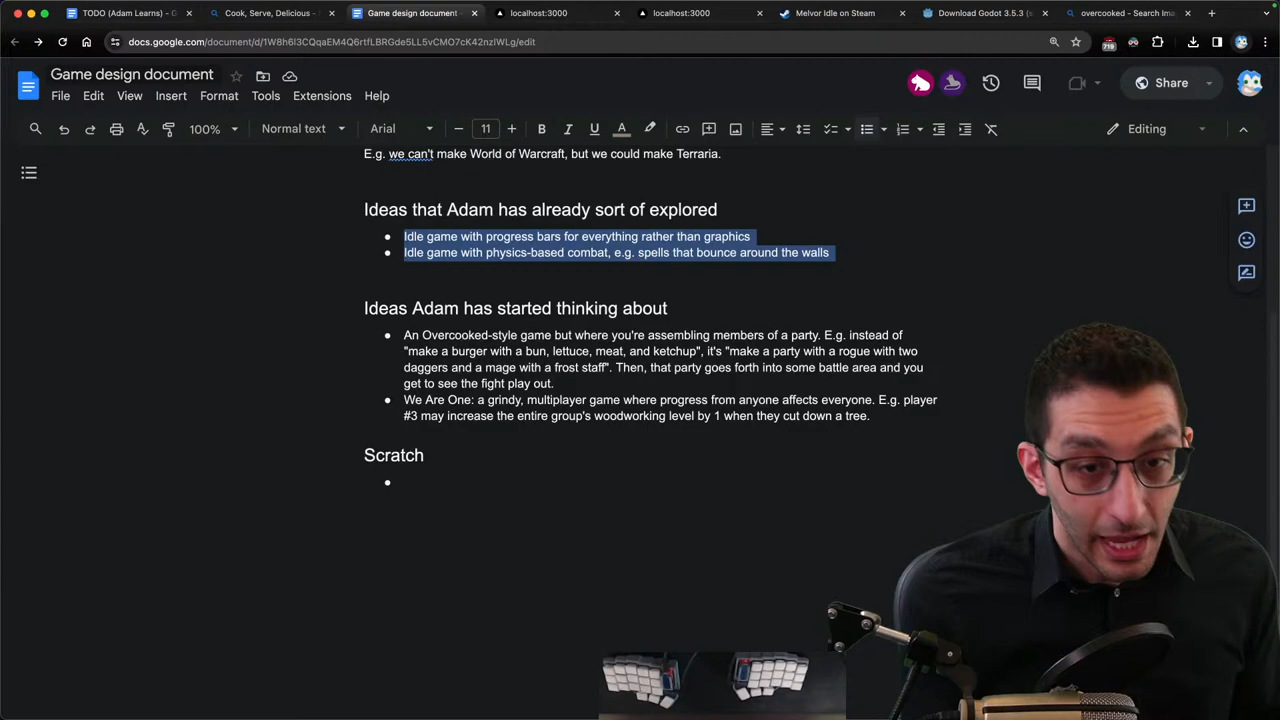 TODO (Adam Learns) - G
Cook, Serve, Delicious -
Game design document -
localhost:3000
localhost:3000
Melvor Idle on Steam
Download Godot 3.5.3 (s
overcooked - Search Ima
docs.google.com/document/d/1W8h6I3CQqaEM4Q6rtfLBRGde5LL5vCMO7cK42nzIWLg/edit
719
Game design document
Share
File Edit View Insert Format Tools Extensions Help
100% Normal text Arial 11 Editing
E.g. we can't make World of Warcraft, but we could make Terraria.
Ideas that Adam has already sort of explored
● Idle game with progress bars for everything rather than graphics
● Idle game with physics-based combat, e.g. spells that bounce around the walls
Ideas Adam has started thinking about
● An Overcooked-style game but where you're assembling members of a party. E.g. instead of
"make a burger with a bun, lettuce, meat, and ketchup", it's "make a party with a rogue with two
daggers and a mage with a frost staff". Then, that party goes forth into some battle area and you
get to see the fight play out.
● We Are One: a grindy, multiplayer game where progress from anyone affects everyone. E.g. player
#3 may increase the entire group's woodworking level by 1 when they cut down a tree.
Scratch